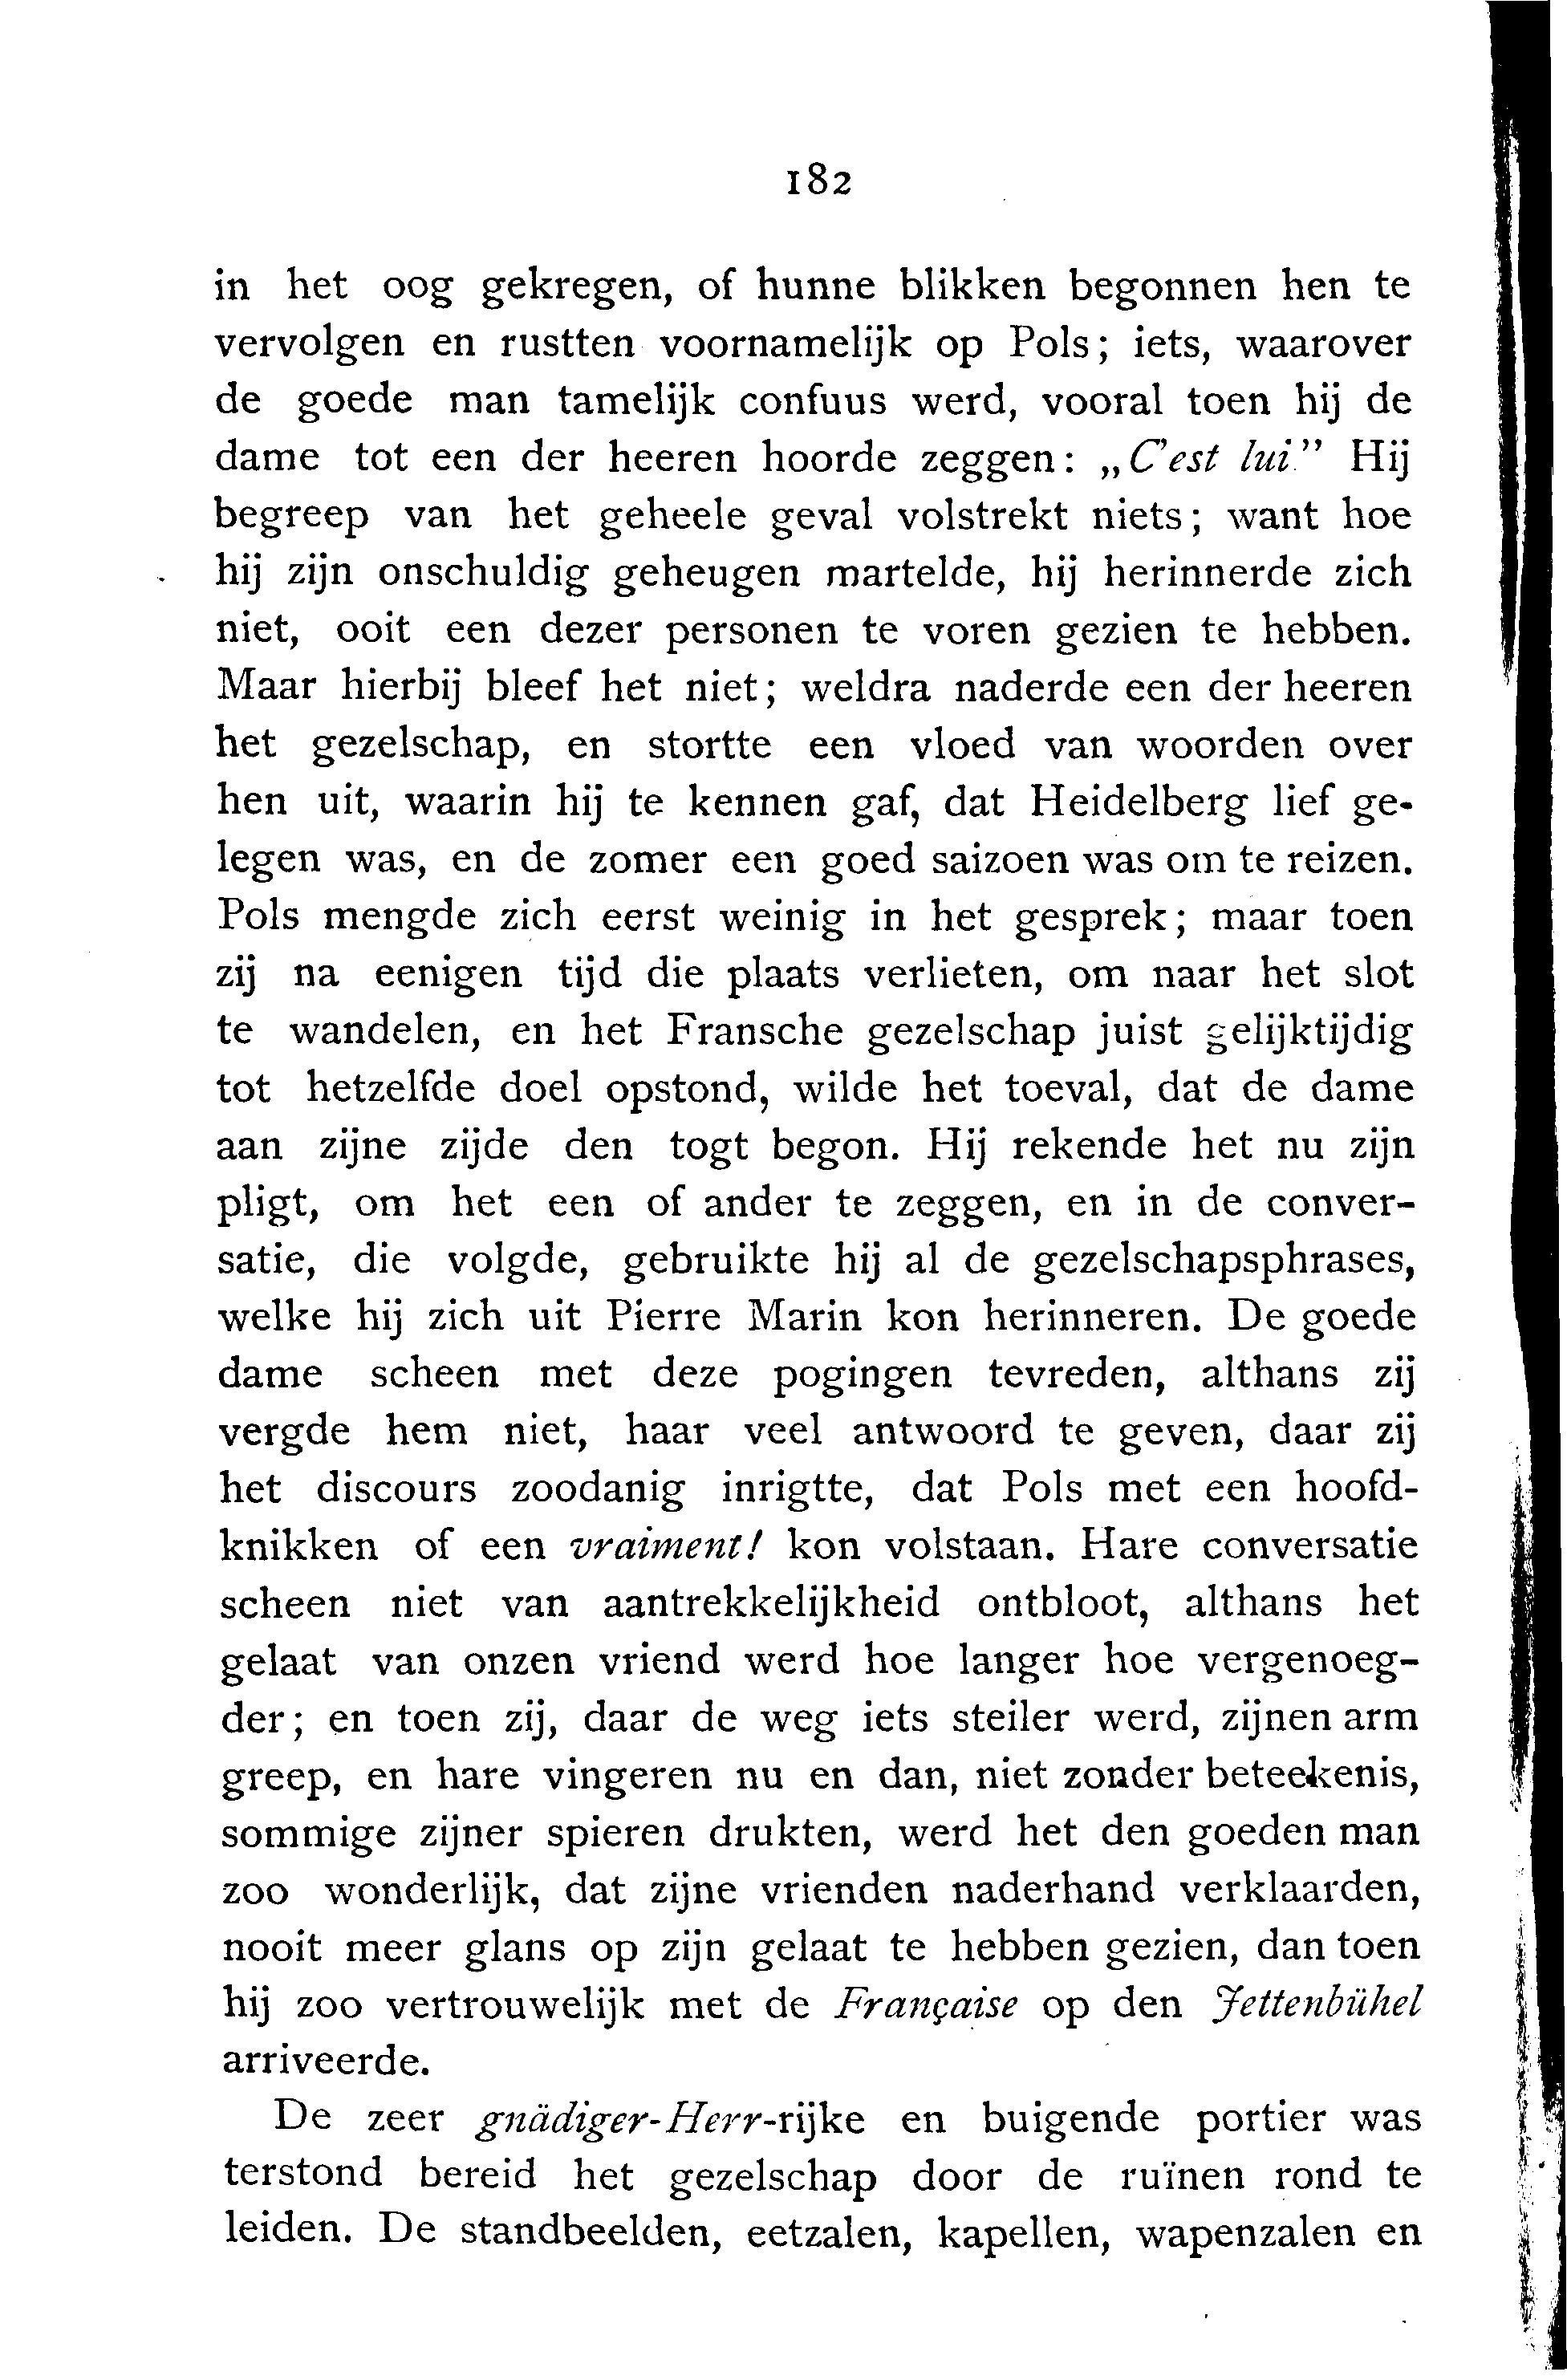 182
in het oog gekregen, of hunne blikken begonnen hen te
vervolgen en rustten voornamelijk op Pols; iets, waarover
de goede man tamelijk confuus werd, vooral toen hij de
dame tot een der heeren hoorde zeggen: „C'est lui." Hij
begreep van het geheele geval volstrekt niets; want hoe
hij zijn onschuldig geheugen martelde, hij herinnerde zich
niet, ooit een dezer personen te voren gezien te hebben.
Maar hierbij bleef het niet; weldra naderde een der heeren
het gezelschap, en stortte een vloed van woorden over
hen uit, waarin hij te kennen gaf, dat Heidelberg lief ge-
legen was, en de zomer een goed saizoen was om te reizen.
Pols mengde zich eerst weinig in het gesprek; maar toen
zij na eenigen tijd die plaats verlieten, om naar het slot
te wandelen, en het Fransche gezelschap juist gelijktijdig
tot hetzelfde doel opstond, wilde het toeval, dat de dame
aan zijne zijde den togt begon. Hij rekende het nu zijn
pligt, om het een of ander te zeggen, en in de conver-
satie, die volgde, gebruikte hij al de gezelschapsphrases,
welke hij zich uit Pierre Marin kon herinneren. De goede
dame scheen met deze pogingen tevreden, althans zij
vergde hem niet, haar veel antwoord te geven, daar zij
het discours zoodanig inrigtte, dat Pols met een hoofd-
knikken of een vraiment! kon volstaan. Hare conversatie
scheen niet van aantrekkelijkheid ontbloot, althans het
gelaat van onzen vriend werd hoe langer hoe vergenoeg-
der; en toen zij, daar de weg iets steiler werd, zijnen arm
greep, en hare vingeren nu en dan, niet zonder beteekenis,
sommige zijner spieren drukten, werd het den goeden man
zoo wonderlijk, dat zijne vrienden naderhand verklaarden,
nooit meer glans op zijn gelaat te hebben gezien, dan toen
hij zoo vertrouwelijk met de Française op den Jettenbühel
arriveerde.
De zeer gnädiger-Herr-rijke en buigende portier was
terstond bereid het gezelschap door de ruïnen rond te
leiden. De standbeelden, eetzalen, kapellen, wapenzalen en